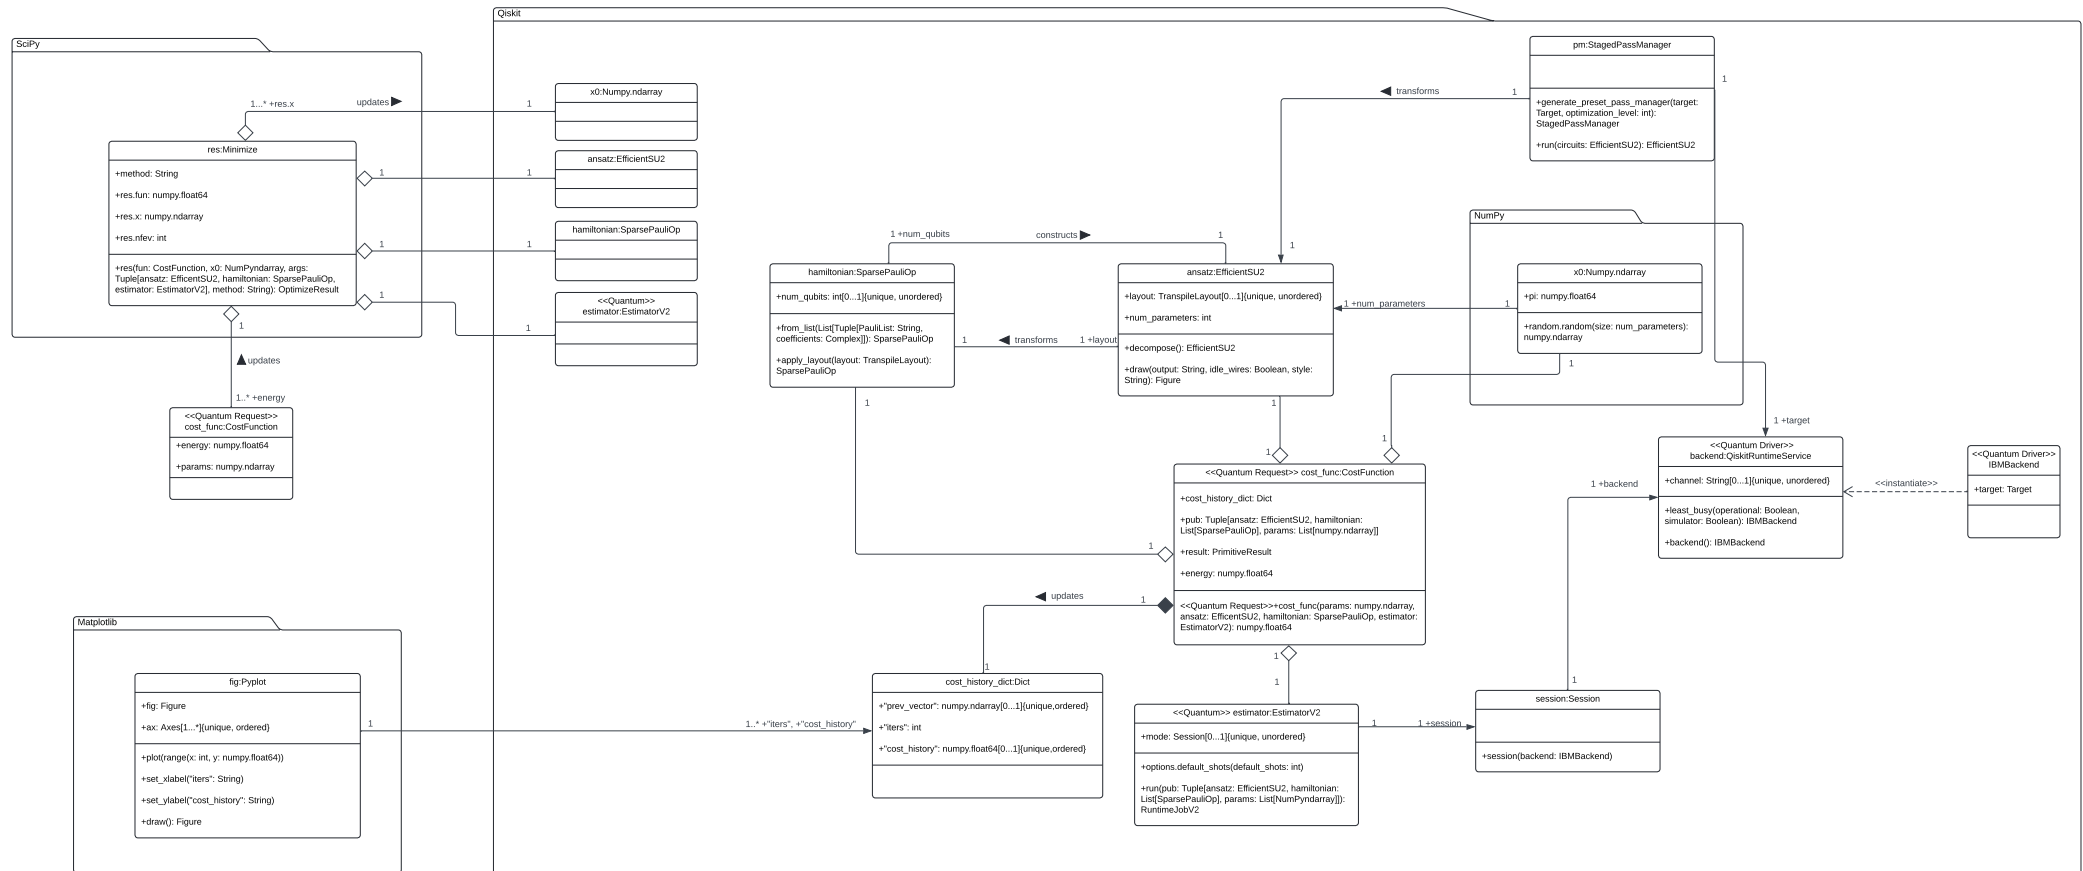 Qiskit
SciPy
1...* +res.x
updates
1
res:Minimize
+method: String
+res.fun: numpy.float64
+res.x: numpy.ndarray
+res.nfev: int
+res(fun: CostFunction, x0: NumPyndarray, args:
Tuple[ansatz: EfficentSU2, hamiltonian: SparsePauliOp,
estimator: EstimatorV2], method: String): OptimizeResult
1
1
1
1
1
1
1
updates
1..* +energy
<<Quantum Request>>
cost_func:CostFunction
+energy: numpy.float64
+params: numpy.ndarray
x0:Numpy.ndarray
ansatz:EfficientSU2
hamiltonian:SparsePauliOp
<<Quantum>>
estimator:EstimatorV2
pm:StagedPassManager
+generate_preset_pass_manager(target:
Target, optimization_level: int):
StagedPassManager
+run(circuits: EfficientSU2): EfficientSU2
transforms
1
1
1
1 +num_qubits
constructs
1
hamiltonian:SparsePauliOp
+num_qubits: int[0...1]{unique, unordered}
+from_list(List[Tuple[PauliList: String,
coefficients: Complex]]): SparsePauliOp
+apply_layout(layout: TranspileLayout):
SparsePauliOp
1
transforms
1 +layout
ansatz:EfficientSU2
+layout: TranspileLayout[0...1]{unique, unordered}
+num_parameters: int
+decompose(): EfficientSU2
+draw(output: String, idle_wires: Boolean, style:
String): Figure
1 +num_parameters
1
NumPy
x0:Numpy.ndarray
+pi: numpy.float64
+random.random(size: num_parameters):
numpy.ndarray
1
1
1
1
1
1
1 +target
<<Quantum Driver>>
backend:QiskitRuntimeService
+channel: String[0...1]{unique, unordered}
+least_busy(operational: Boolean,
simulator: Boolean): IBMBackend
+backend(): IBMBackend
<<instantiate>>
<<Quantum Driver>>
IBMBackend
+target: Target
1 +backend
<<Quantum Request>> cost_func:CostFunction
+cost_history_dict: Dict
+pub: Tuple[ansatz: EfficientSU2, hamiltonian:
List[SparsePauliOp], params: List[numpy.ndarray]]
+result: PrimitiveResult
+energy: numpy.float64
<<Quantum Request>>+cost_func(params: numpy.ndarray,
ansatz: EfficentSU2, hamiltonian: SparsePauliOp, estimator:
EstimatorV2): numpy.float64
updates
1
1
1
1
Matplotlib
fig:Pyplot
+fig: Figure
+ax: Axes[1...*]{unique, ordered}
+plot(range(x: int, y: numpy.float64))
+set_xlabel("iters": String)
+set_ylabel("cost_history": String)
+draw(): Figure
1
1..* +"iters", +"cost_history"
cost_history_dict:Dict
+"prev_vector": numpy.ndarray[0...1]{unique,ordered}
+"iters": int
+"cost_history": numpy.float64[0...1]{unique,ordered}
<<Quantum>> estimator:EstimatorV2
+mode: Session[0...1]{unique, unordered}
+options.default_shots(default_shots: int)
+run(pub: Tuple[ansatz: EfficientSU2, hamiltonian:
List[SparsePauliOp], params: List[NumPyndarray]]):
RuntimeJobV2
1
1 +session
1
session:Session
+session(backend: IBMBackend)